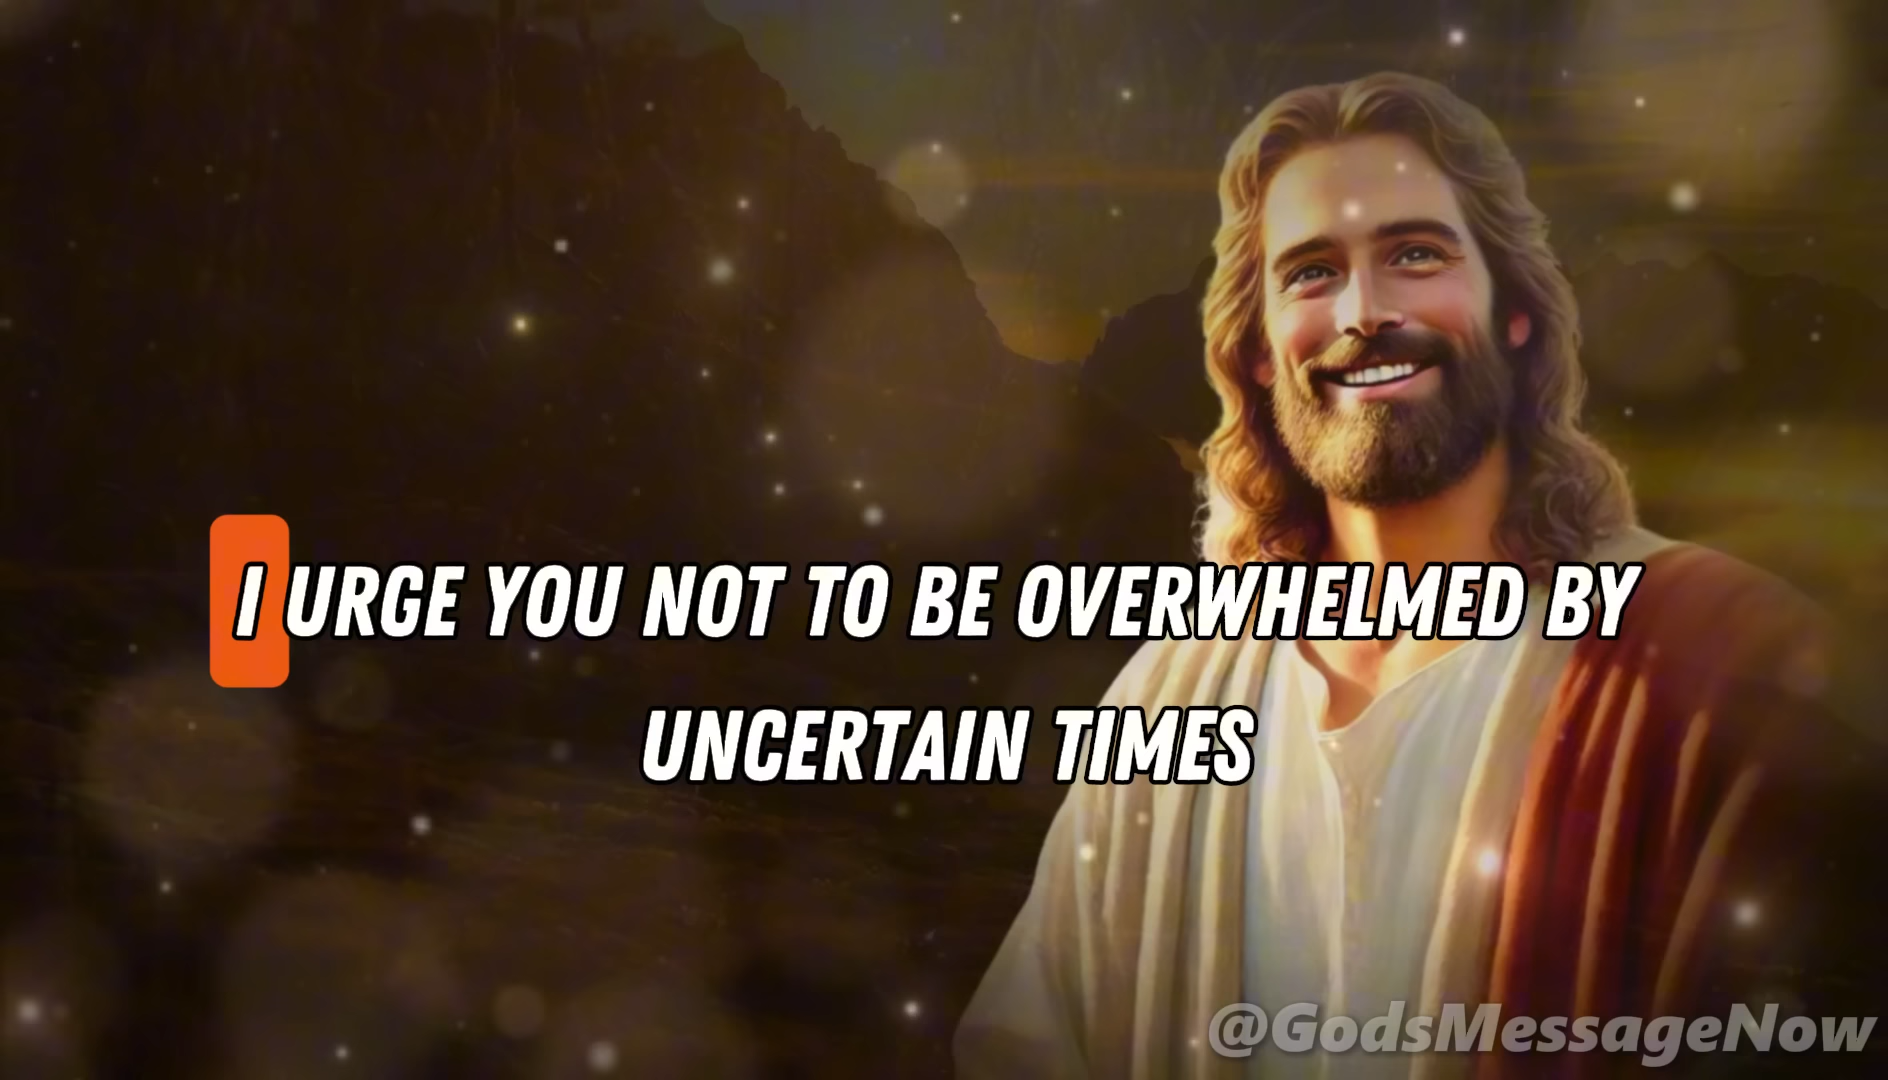 I URGE YOU NOT TO BE OVERWHELMED BY
UNCERTAIN TIMES
@GodsMessageNow